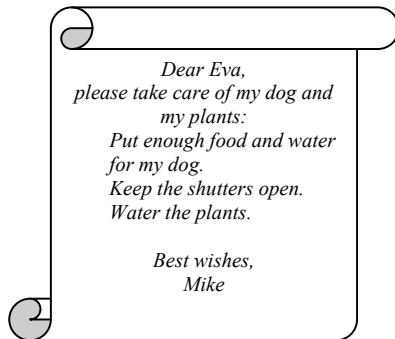 Dear Eva,
please take care of my dog and
my plants:
Put enough food and water
for my dog.
Keep the shutters open.
Water the plants.
Best wishes,
Mike